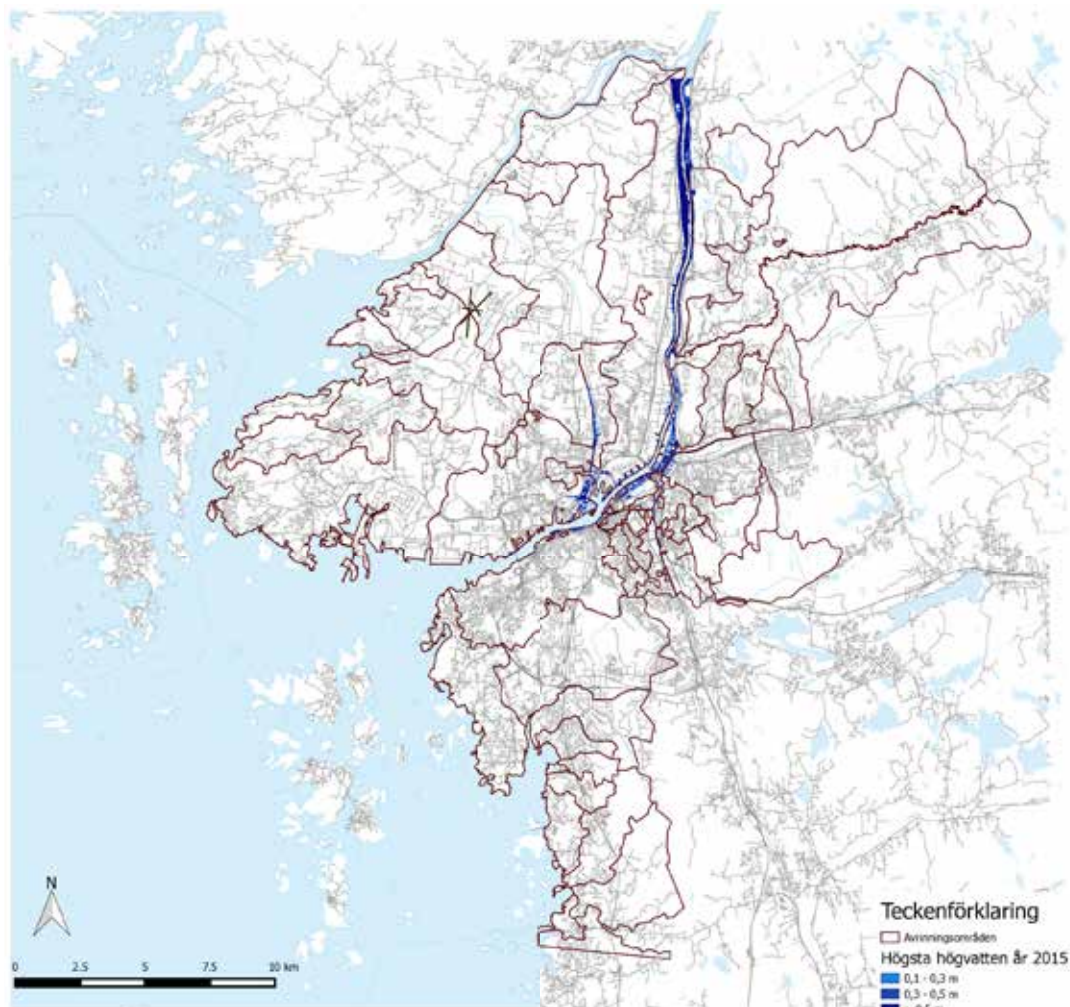 N
0 2.5 5 7.5 10 km
Teckenförklaring
Avrinningsområden
Högsta högvatten år 2015
0,1 - 0,3 m
0,3 - 0,5 m